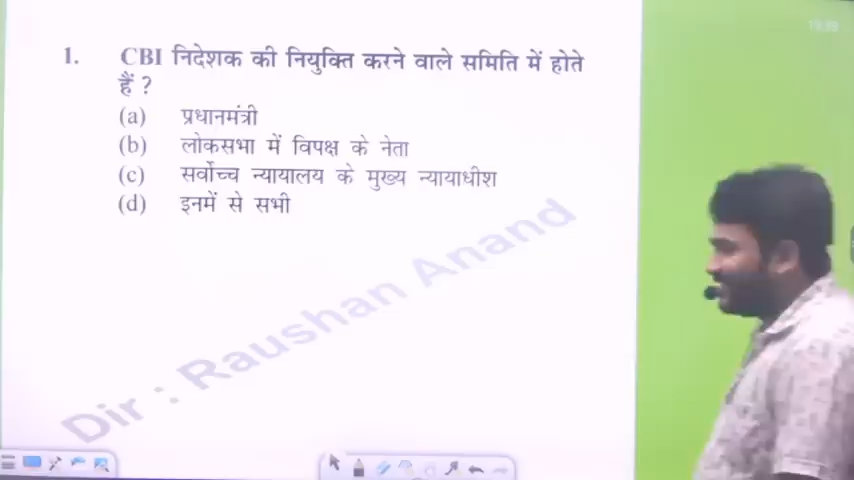 1. CBI निदेशक की नियुक्ति करने वाले समिति में होते
हैं ?
(a) प्रधानमंत्री
(b) लोकसभा में विपक्ष के नेता
(c) सर्वोच्च न्यायालय के मुख्य न्यायाधीश
(d) इनमें से सभी
Dir : Raushan Anand